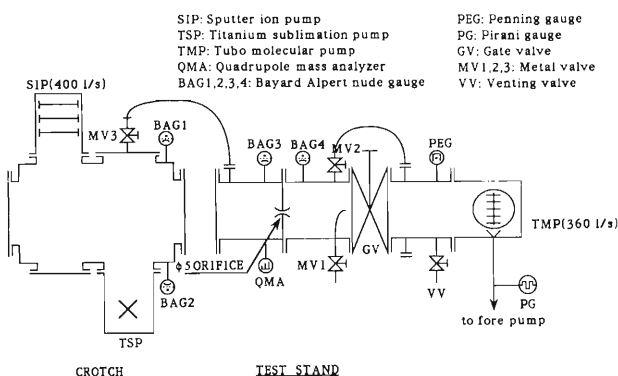 SIP: Sputter ion pump
TSP: Titanium sublimation pump
TMP: Tubo molecular pump
QMA: Quadrupole mass analyzer
BAG1,2,3,4: Bayard Alpert nude gauge
PEG: Penning gauge
PG: Pirani gauge
GV: Gate valve
MV1,2,3: Metal valve
VV: Venting valve
SIP(400 l/s)
MV3
BAG1
BAG3
BAG4
MV2
PEG
TMP(360 l/s)
GV
φ5 ORIFICE
QMA
MV1
VV
PG
BAG2
to fore pump
TSP
CROTCH
TEST STAND